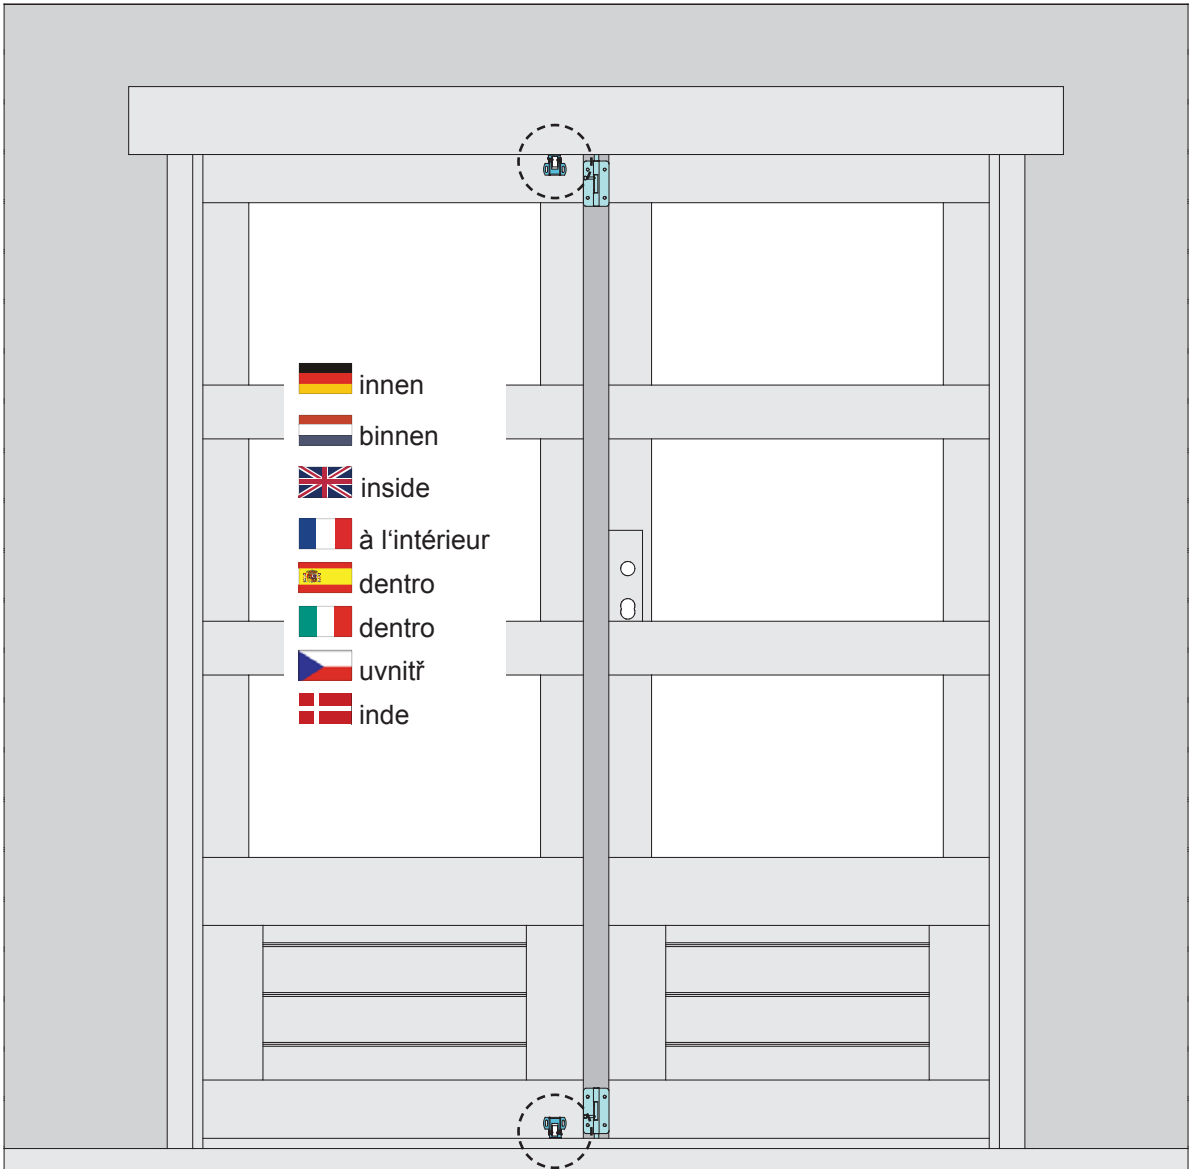 innen
binnen
inside
à l‘intérieur
dentro
dentro
uvnitř
inde